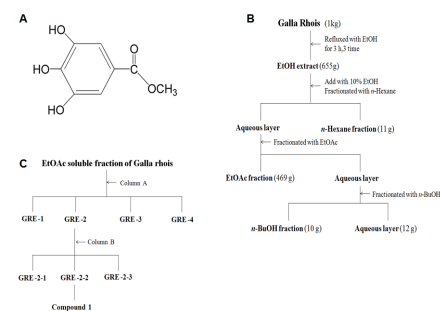 A
HO
HO
HO
O
C
OCH3
B
Galla Rhois (1kg)
Refluxed with EtOH
for 3 h,3 time
EtOH extract (655g)
Add with 10% EtOH
Fractionated with n-Hexane
Aqueous layer
n-Hexane fraction (11 g)
Fractionated with EtOAc
EtOAc fraction (469 g)
Aqueous layer
Fractionated with n-BuOH
n-BuOH fraction (10 g)
Aqueous layer (12 g)
C
EtOAc soluble fraction of Galla rhois
Column A
GRE-1
GRE-2
GRE-3
GRE-4
Column B
GRE-2-1
GRE-2-2
GRE-2-3
Compound 1